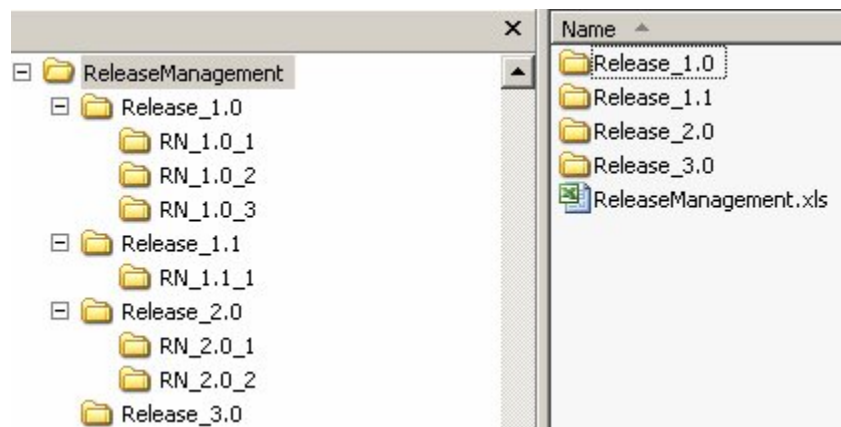 ReleaseManagement
Release_1.0
RN_1.0_1
RN_1.0_2
RN_1.0_3
Release_1.1
RN_1.1_1
Release_2.0
RN_2.0_1
RN_2.0_2
Release_3.0
Name
Release_1.0
Release_1.1
Release_2.0
Release_3.0
ReleaseManagement.xls